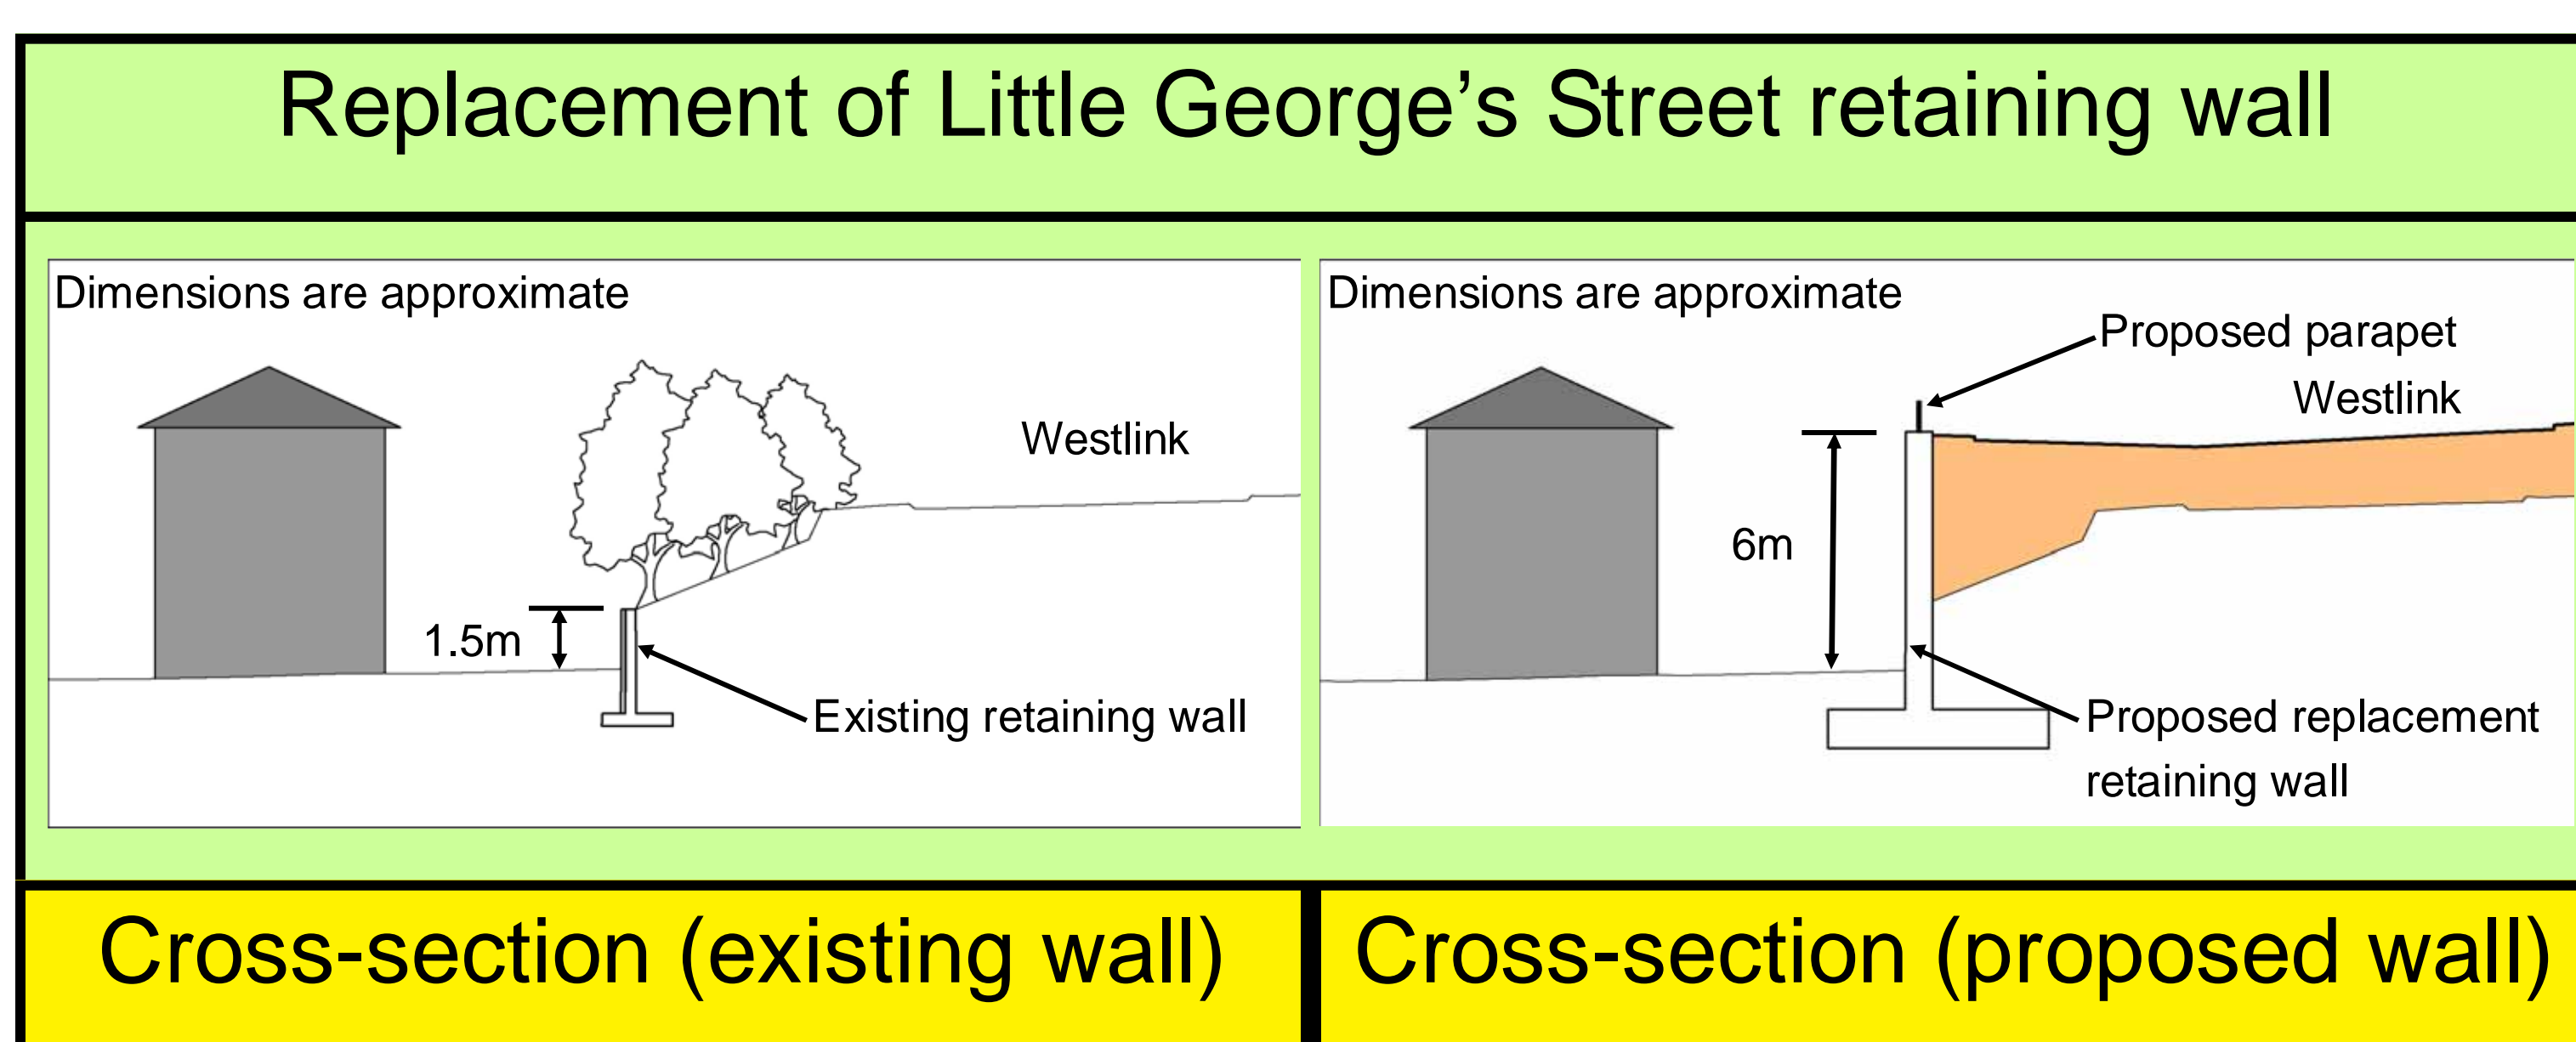 Replacement of Little George’s Street retaining wall
Dimensions are approximate
Westlink
1.5m
Existing retaining wall
Dimensions are approximate
Proposed parapet
Westlink
6m
Proposed replacement
retaining wall
Cross-section (existing wall)
Cross-section (proposed wall)